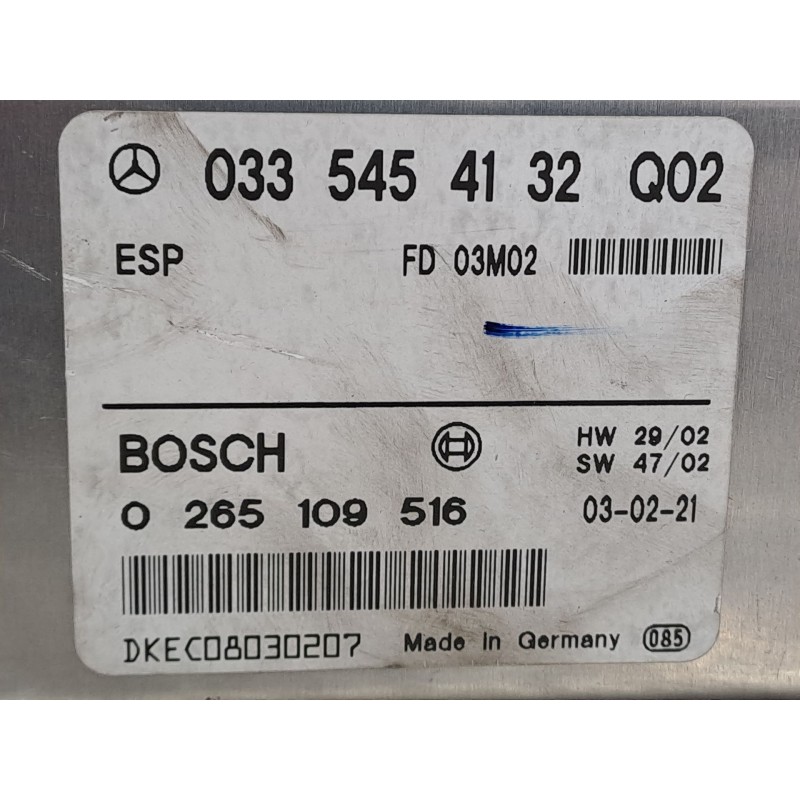 033 545 41 32 Q02
ESP FD 03M02
BOSCH HW 29/02
SW 47/02
0 265 109 516 03-02-21
DKEC08030207 Made in Germany 085